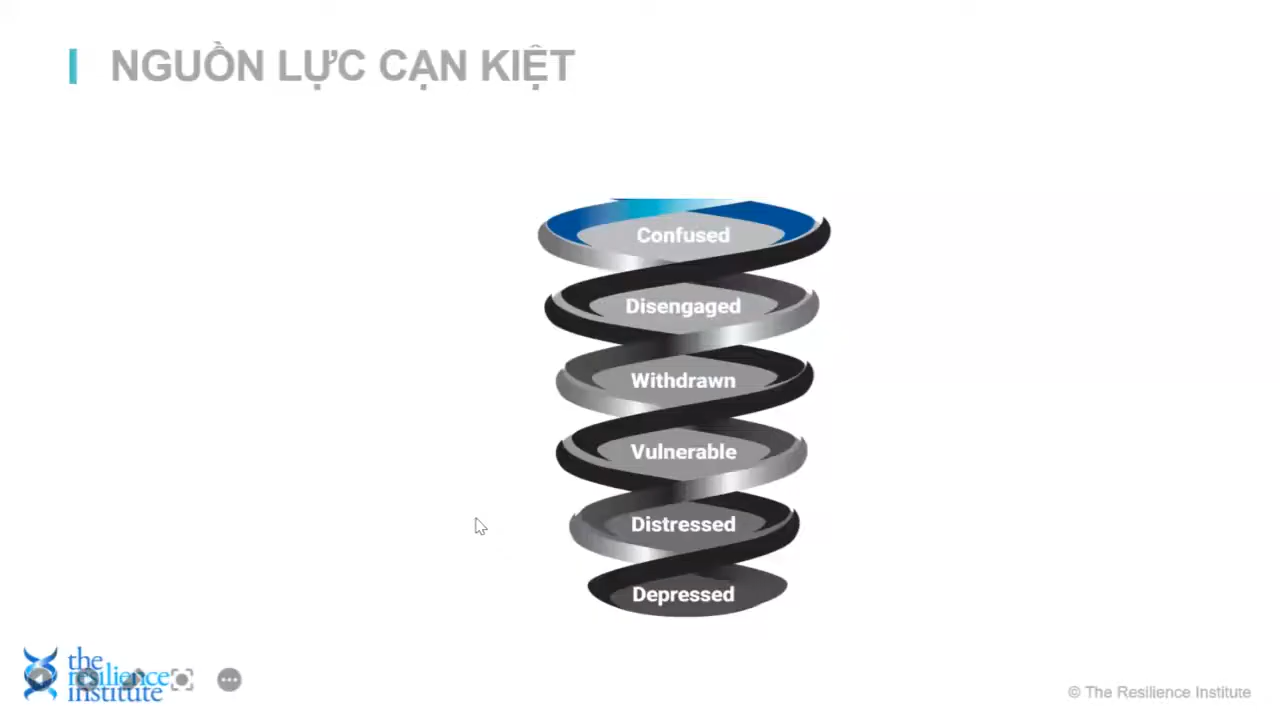 NGUỒN LỰC CẠN KIỆT
Confused
Disengaged
Withdrawn
Vulnerable
Distressed
Depressed
the
resilience
institute
© The Resilience Institute